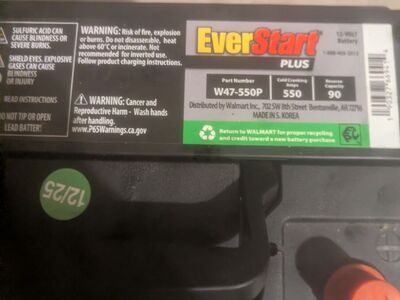 SULFURIC ACID CAN
CAUSE BLINDNESS OR
SEVERE BURNS.
SHIELD EYES. EXPLOSIVE
GASES CAN CAUSE
BLINDNESS
OR INJURY
READ INSTRUCTIONS
DO NOT TIP OR OPEN
LEAD BATTERY!
WARNING: Risk of fire, explosion
or burns. Do not disassemble, heat
above 60°C or incinerate. Not
recommended for inverted use.
Follow product charging instructions.
WARNING: Cancer and
Reproductive Harm - Wash hands
after handling.
www.P65Warnings.ca.gov
EverStart
PLUS
12-VOLT
Battery
Part Number
W47-550P
Cold Cranking
Amps
550
Reserve
Capacity
90
Distributed by Walmart Inc., 702 SW 8th Street Bentonville, AR 72716
MADE IN S. KOREA
Return to WALMART for proper recycling
and credit toward a new battery purchase
12/25